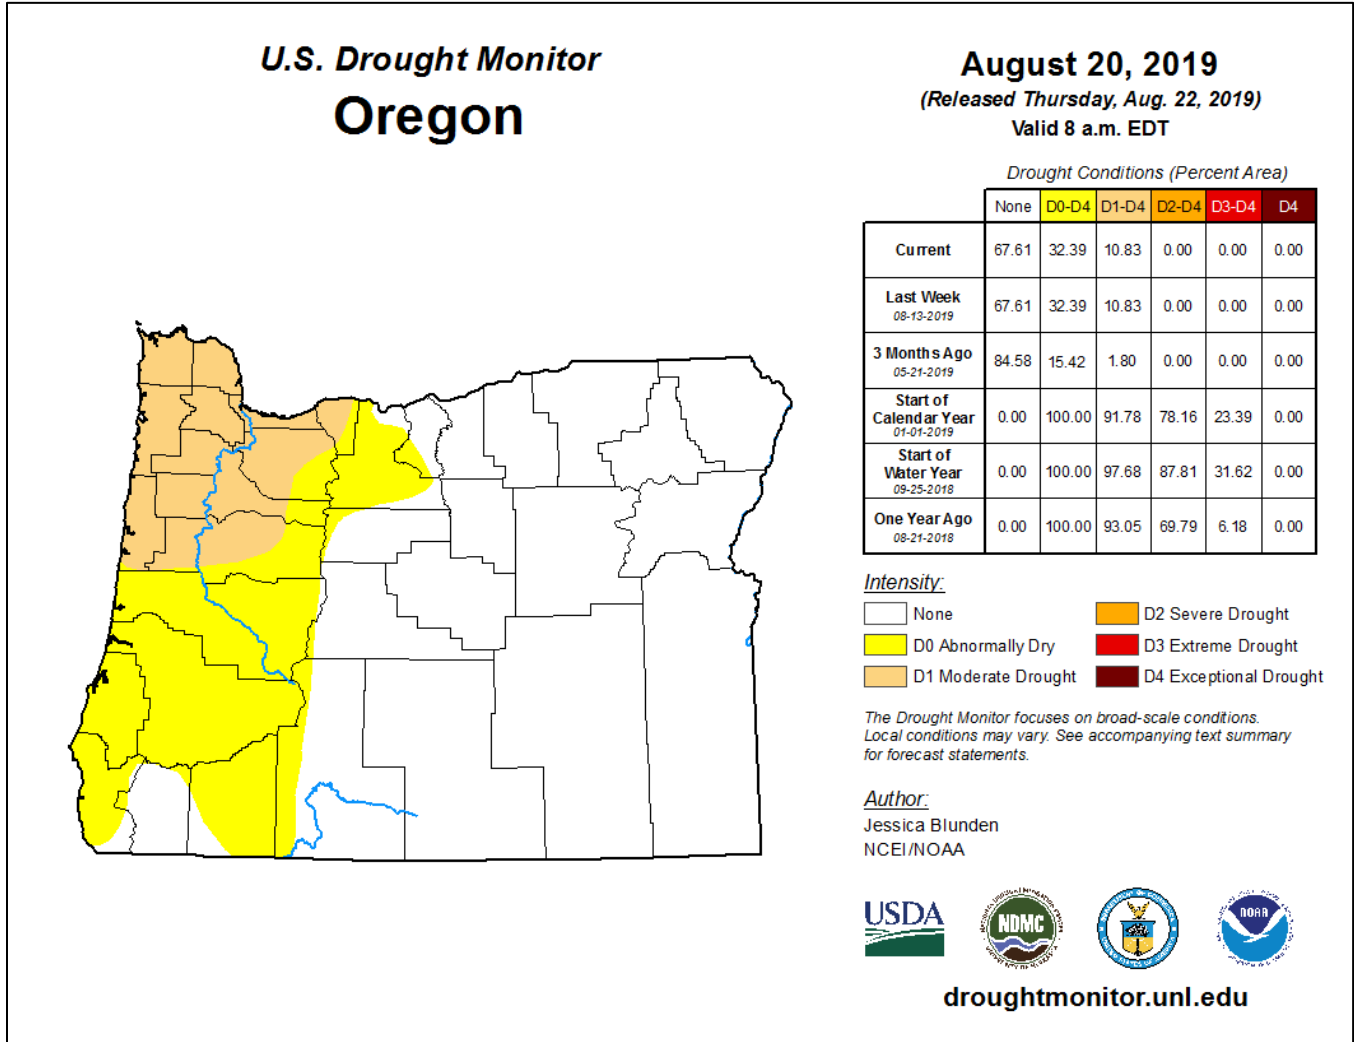 U.S. Drought Monitor
Oregon
August 20, 2019
(Released Thursday, Aug. 22, 2019)
Valid 8 a.m. EDT
Drought Conditions (Percent Area)
None D0-D4 D1-D4 D2-D4 D3-D4 D4
Current 67.61 32.39 10.83 0.00 0.00 0.00
Last Week
08-13-2019 67.61 32.39 10.83 0.00 0.00 0.00
3 Months Ago
05-21-2019 84.58 15.42 1.80 0.00 0.00 0.00
Start of
Calendar Year
01-01-2019 0.00 100.00 91.78 78.16 23.39 0.00
Start of
Water Year
09-25-2018 0.00 100.00 97.68 87.81 31.62 0.00
One Year Ago
08-21-2018 0.00 100.00 93.05 69.79 6.18 0.00
Intensity:
None
D0 Abnormally Dry
D1 Moderate Drought
D2 Severe Drought
D3 Extreme Drought
D4 Exceptional Drought
The Drought Monitor focuses on broad-scale conditions.
Local conditions may vary. See accompanying text summary
for forecast statements.
Author:
Jessica Blunden
NCEI/NOAA
USDA
NDMC
NOAA
droughtmonitor.unl.edu